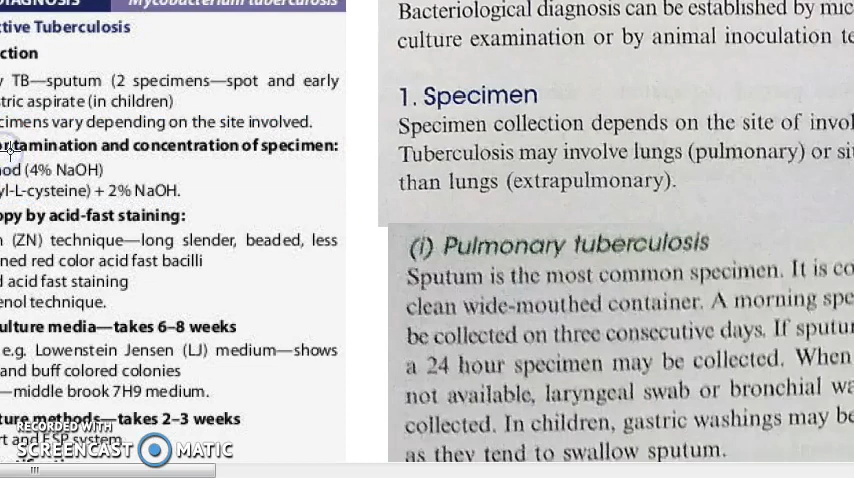 DIAGNOSIS Mycobacterium tuberculosis
ctive Tuberculosis
ction
y TB—sputum (2 specimens—spot and early
stric aspirate (in children)
cimens vary depending on the site involved.
tamination and concentration of specimen:
od (4% NaOH)
yl-L-cysteine) + 2% NaOH.
opy by acid-fast staining:
n (ZN) technique—long slender, beaded, less
ned red color acid fast bacilli
d acid fast staining
enol technique.
ulture media—takes 6–8 weeks
e.g. Lowenstein Jensen (LJ) medium—shows
and buff colored colonies
—middle brook 7H9 medium.
ture methods—takes 2–3 weeks
rt and ESP system
RECORDED WITH
SCREENCAST MATIC
Bacteriological diagnosis can be established by mic
culture examination or by animal inoculation te
1. Specimen
Specimen collection depends on the site of invol
Tuberculosis may involve lungs (pulmonary) or sit
than lungs (extrapulmonary).
(i) Pulmonary tuberculosis
Sputum is the most common specimen. It is co
clean wide-mouthed container. A morning spe
be collected on three consecutive days. If sputur
a 24 hour specimen may be collected. When
not available, laryngeal swab or bronchial wa
collected. In children, gastric washings may be
as they tend to swallow sputum.